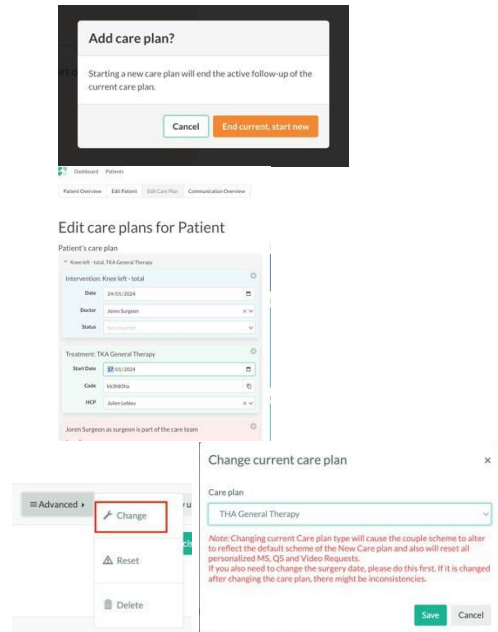 Add care plan?
Starting a new care plan will end the active follow-up of the
current care plan.
Cancel
End current, start new
Dashboard
Patients
Patient Overview
Edit Patient
Edit Care Plan
Communication Overview
Edit care plans for Patient
Patient's care plan
Knee left - total, TKA General Therapy
Intervention: Knee left - total
Date
24/01/2024
Doctor
Joren Surgeon
Status
Treatment: TKA General Therapy
Start Date
/01/2024
Code
HCP
Julien Lebleu
Joren Surgeon as surgeon is part of the care team
Advanced
Change
Reset
Delete
Change current care plan
Care plan
THA General Therapy
Note: Changing current Care plan type will cause the couple scheme to alter
to reflect the default scheme of the New Care plan and also will reset all
personalized MS, QS and Video Requests.
If you also need to change the surgery date, please do this first. If it is changed
after changing the care plan, there might be inconsistencies.
Save
Cancel